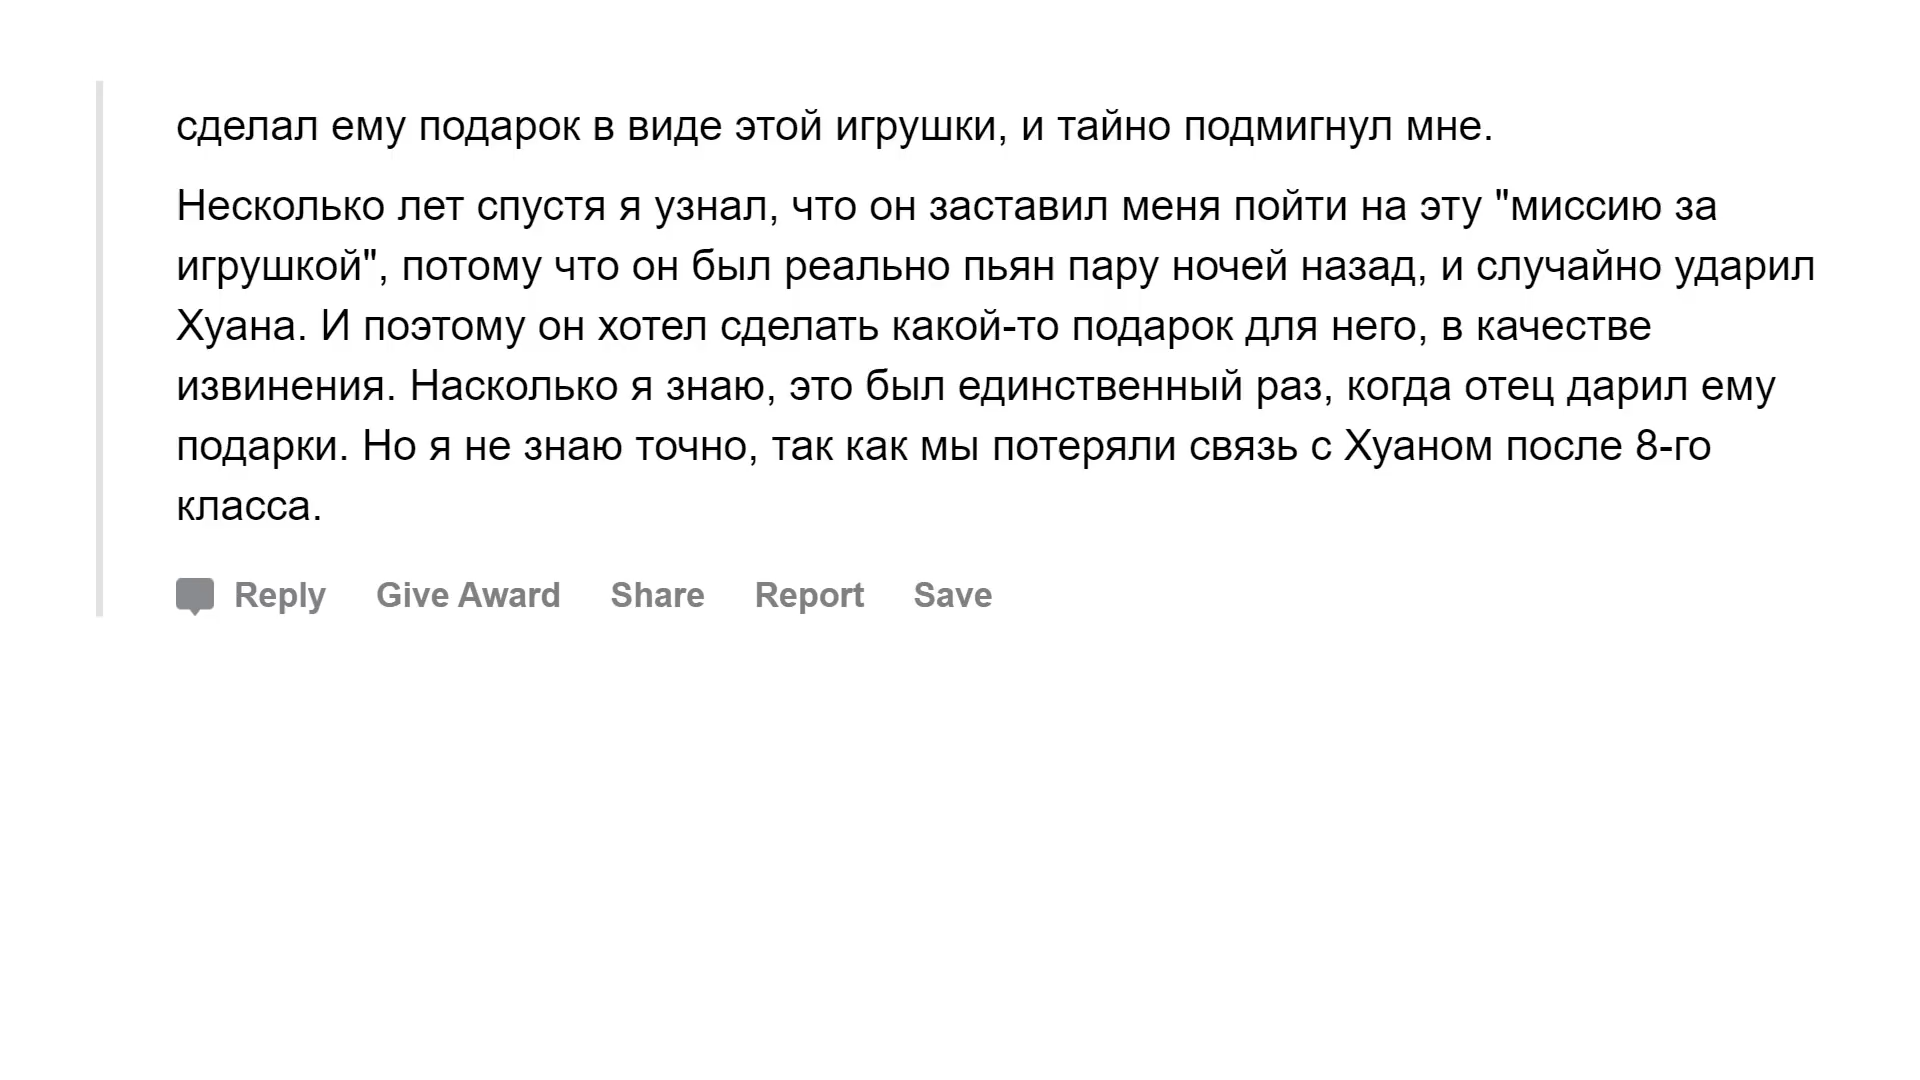 сделал ему подарок в виде этой игрушки, и тайно подмигнул мне.
Несколько лет спустя я узнал, что он заставил меня пойти на эту "миссию за
игрушкой", потому что он был реально пьян пару ночей назад, и случайно ударил
Хуана. И поэтому он хотел сделать какой-то подарок для него, в качестве
извинения. Насколько я знаю, это был единственный раз, когда отец дарил ему
подарки. Но я не знаю точно, так как мы потеряли связь с Хуаном после 8-го
класса.
Reply Give Award Share Report Save